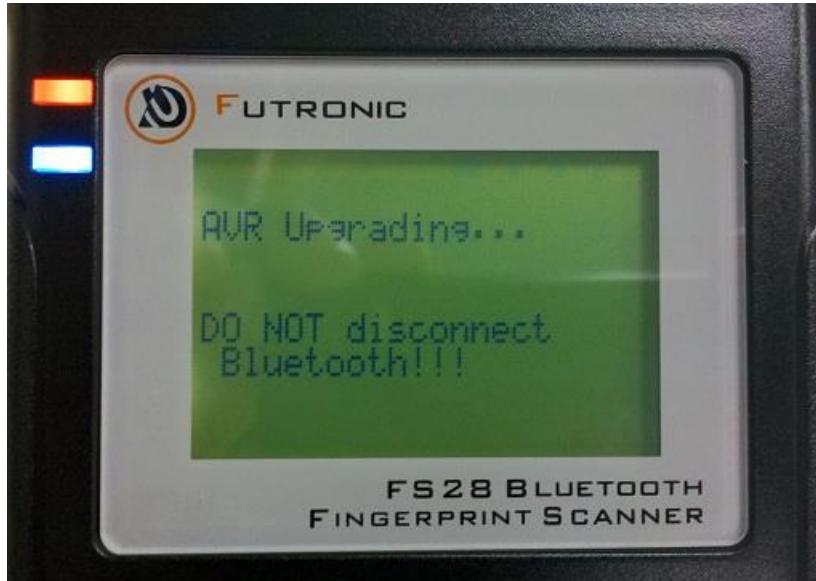 FUTRONIC
AVR Upgrading...
DO NOT disconnect
Bluetooth!!!
FS28 BLUETOOTH
FINGERPRINT SCANNER